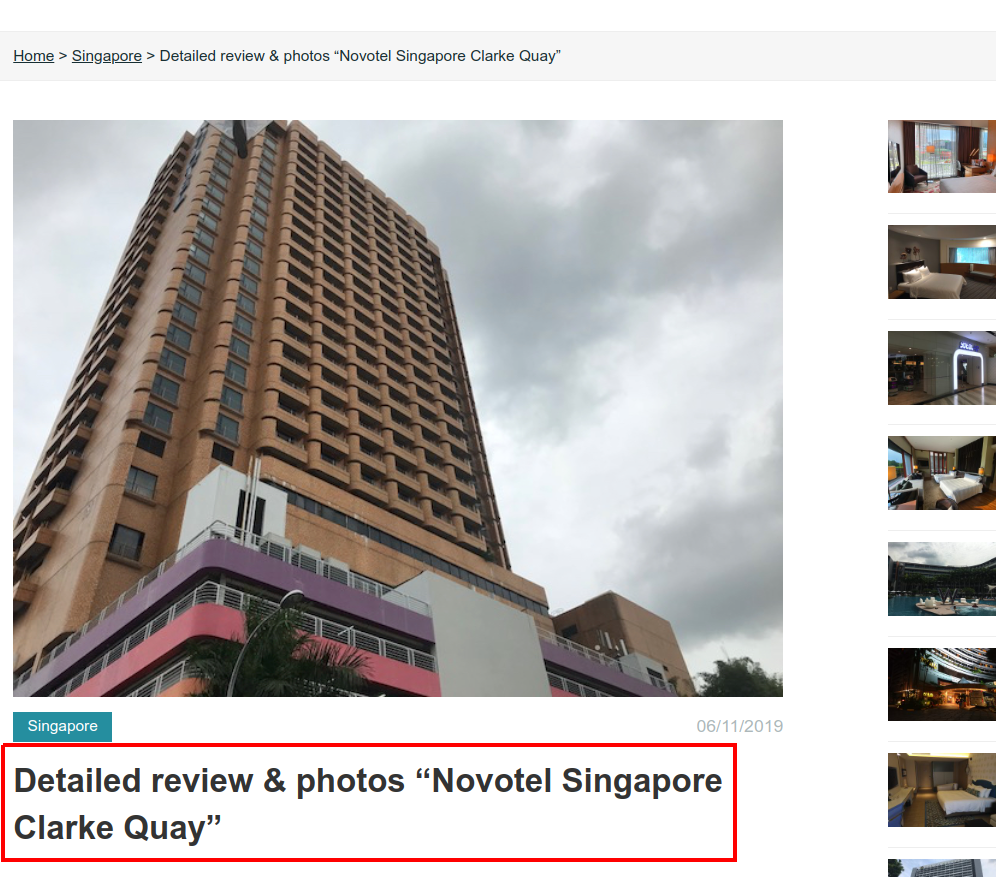 Home > Singapore > Detailed review & photos “Novotel Singapore Clarke Quay”
Singapore
06/11/2019
Detailed review & photos “Novotel Singapore
Clarke Quay”